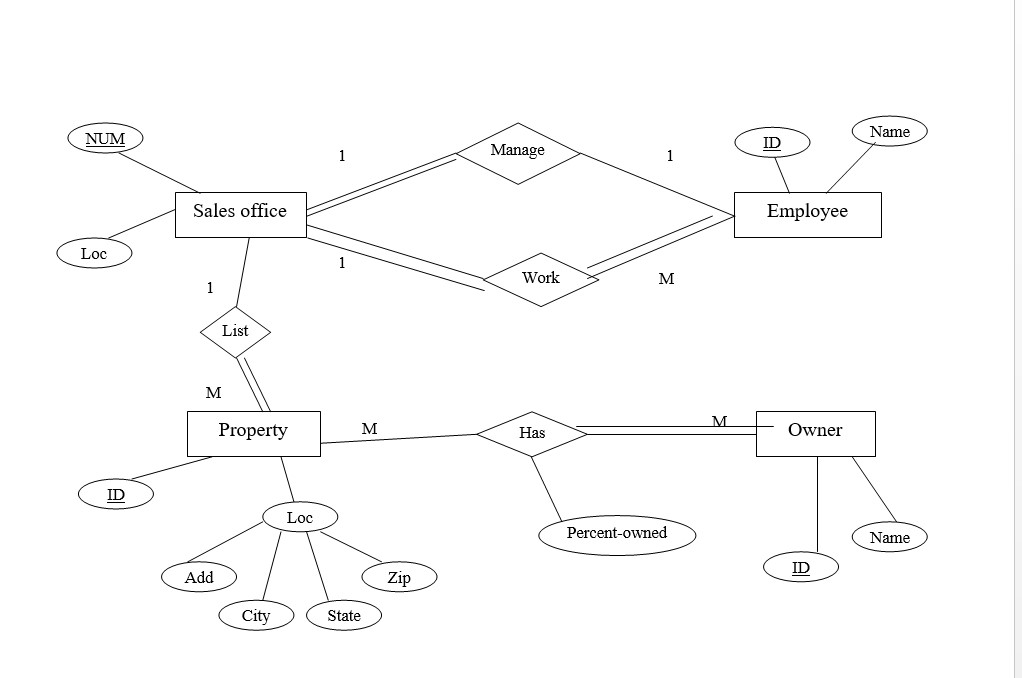 NUM
Loc
Sales office
1
Manage
1
ID
Name
Employee
1
Work
M
1
List
M
Property
M
Has
M
Owner
ID
Loc
Add
City
State
Zip
Percent-owned
ID
Name